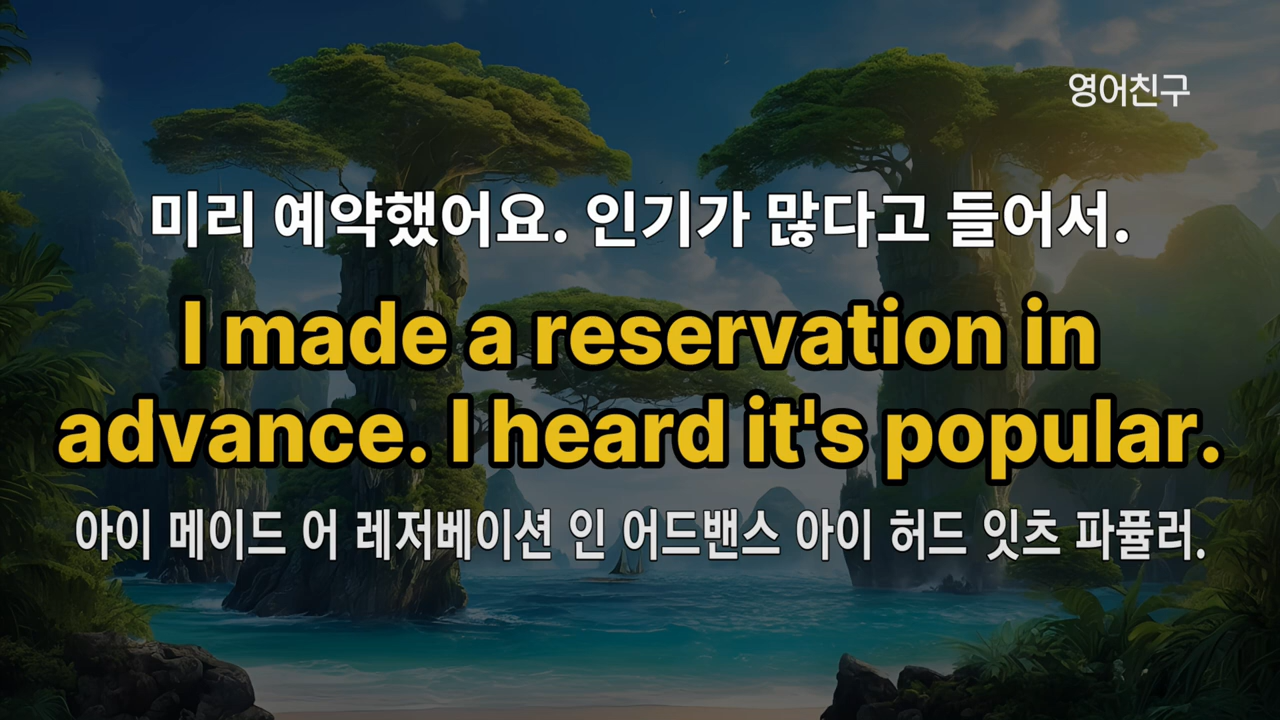 영어친구
미리 예약했어요. 인기가 많다고 들어서.
I made a reservation in
advance. I heard it's popular.
아이 메이드 어 레저베이션 인 어드밴스 아이 허드 잇츠 파퓰러.